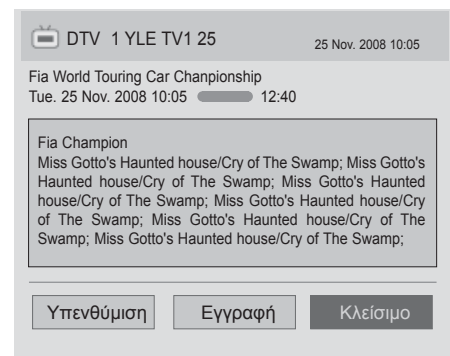 DTV 1 YLE TV1 25 25 Nov. 2008 10:05
Fia World Touring Car Chanpionship
Tue. 25 Nov. 2008 10:05 12:40
Fia Champion
Miss Gotto's Haunted house/Cry of The Swamp; Miss Gotto's
Haunted house/Cry of The Swamp; Miss Gotto's Haunted
house/Cry of The Swamp; Miss Gotto's Haunted house/Cry
of The Swamp; Miss Gotto's Haunted house/Cry of The
Swamp; Miss Gotto's Haunted house/Cry of The Swamp;
Υπενθύμιση Εγγραφή Κλείσιμο